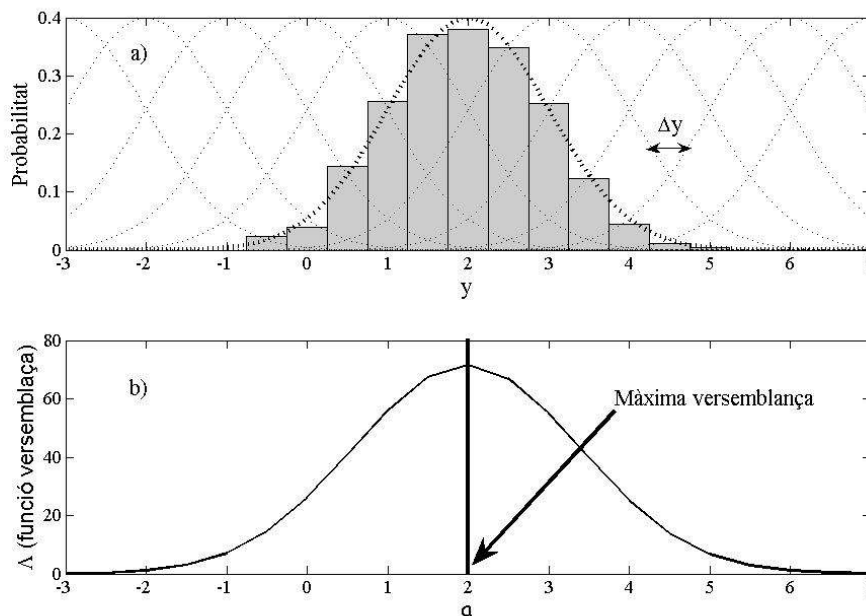 a)
Probabilitat
0.4
0.3
0.2
0.1
0
Δy
-3 -2 -1 0 1 2 3 4 5 6
y
b)
Λ (funció versemblaça)
80
60
40
20
0
Màxima versemblança
-3 -2 -1 0 1 2 3 4 5 6
a